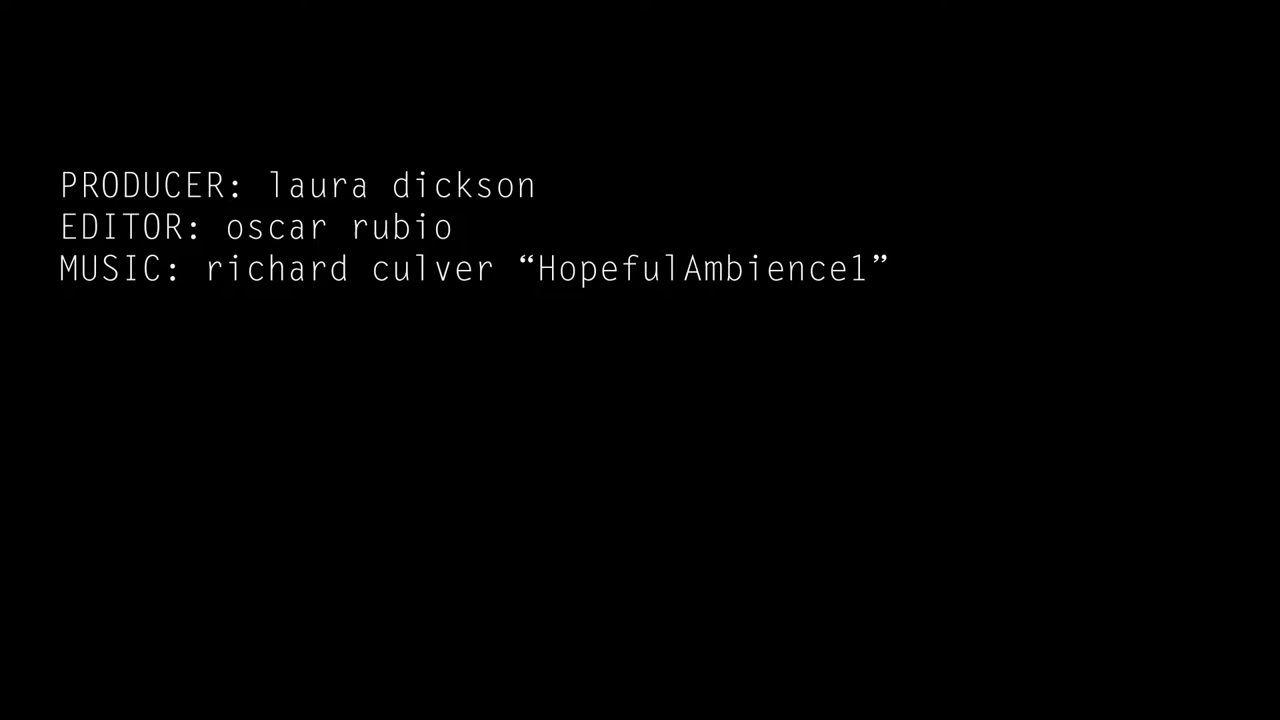 PRODUCER: laura dickson
EDITOR: oscar rubio
MUSIC: richard culver “HopefulAmbience1”